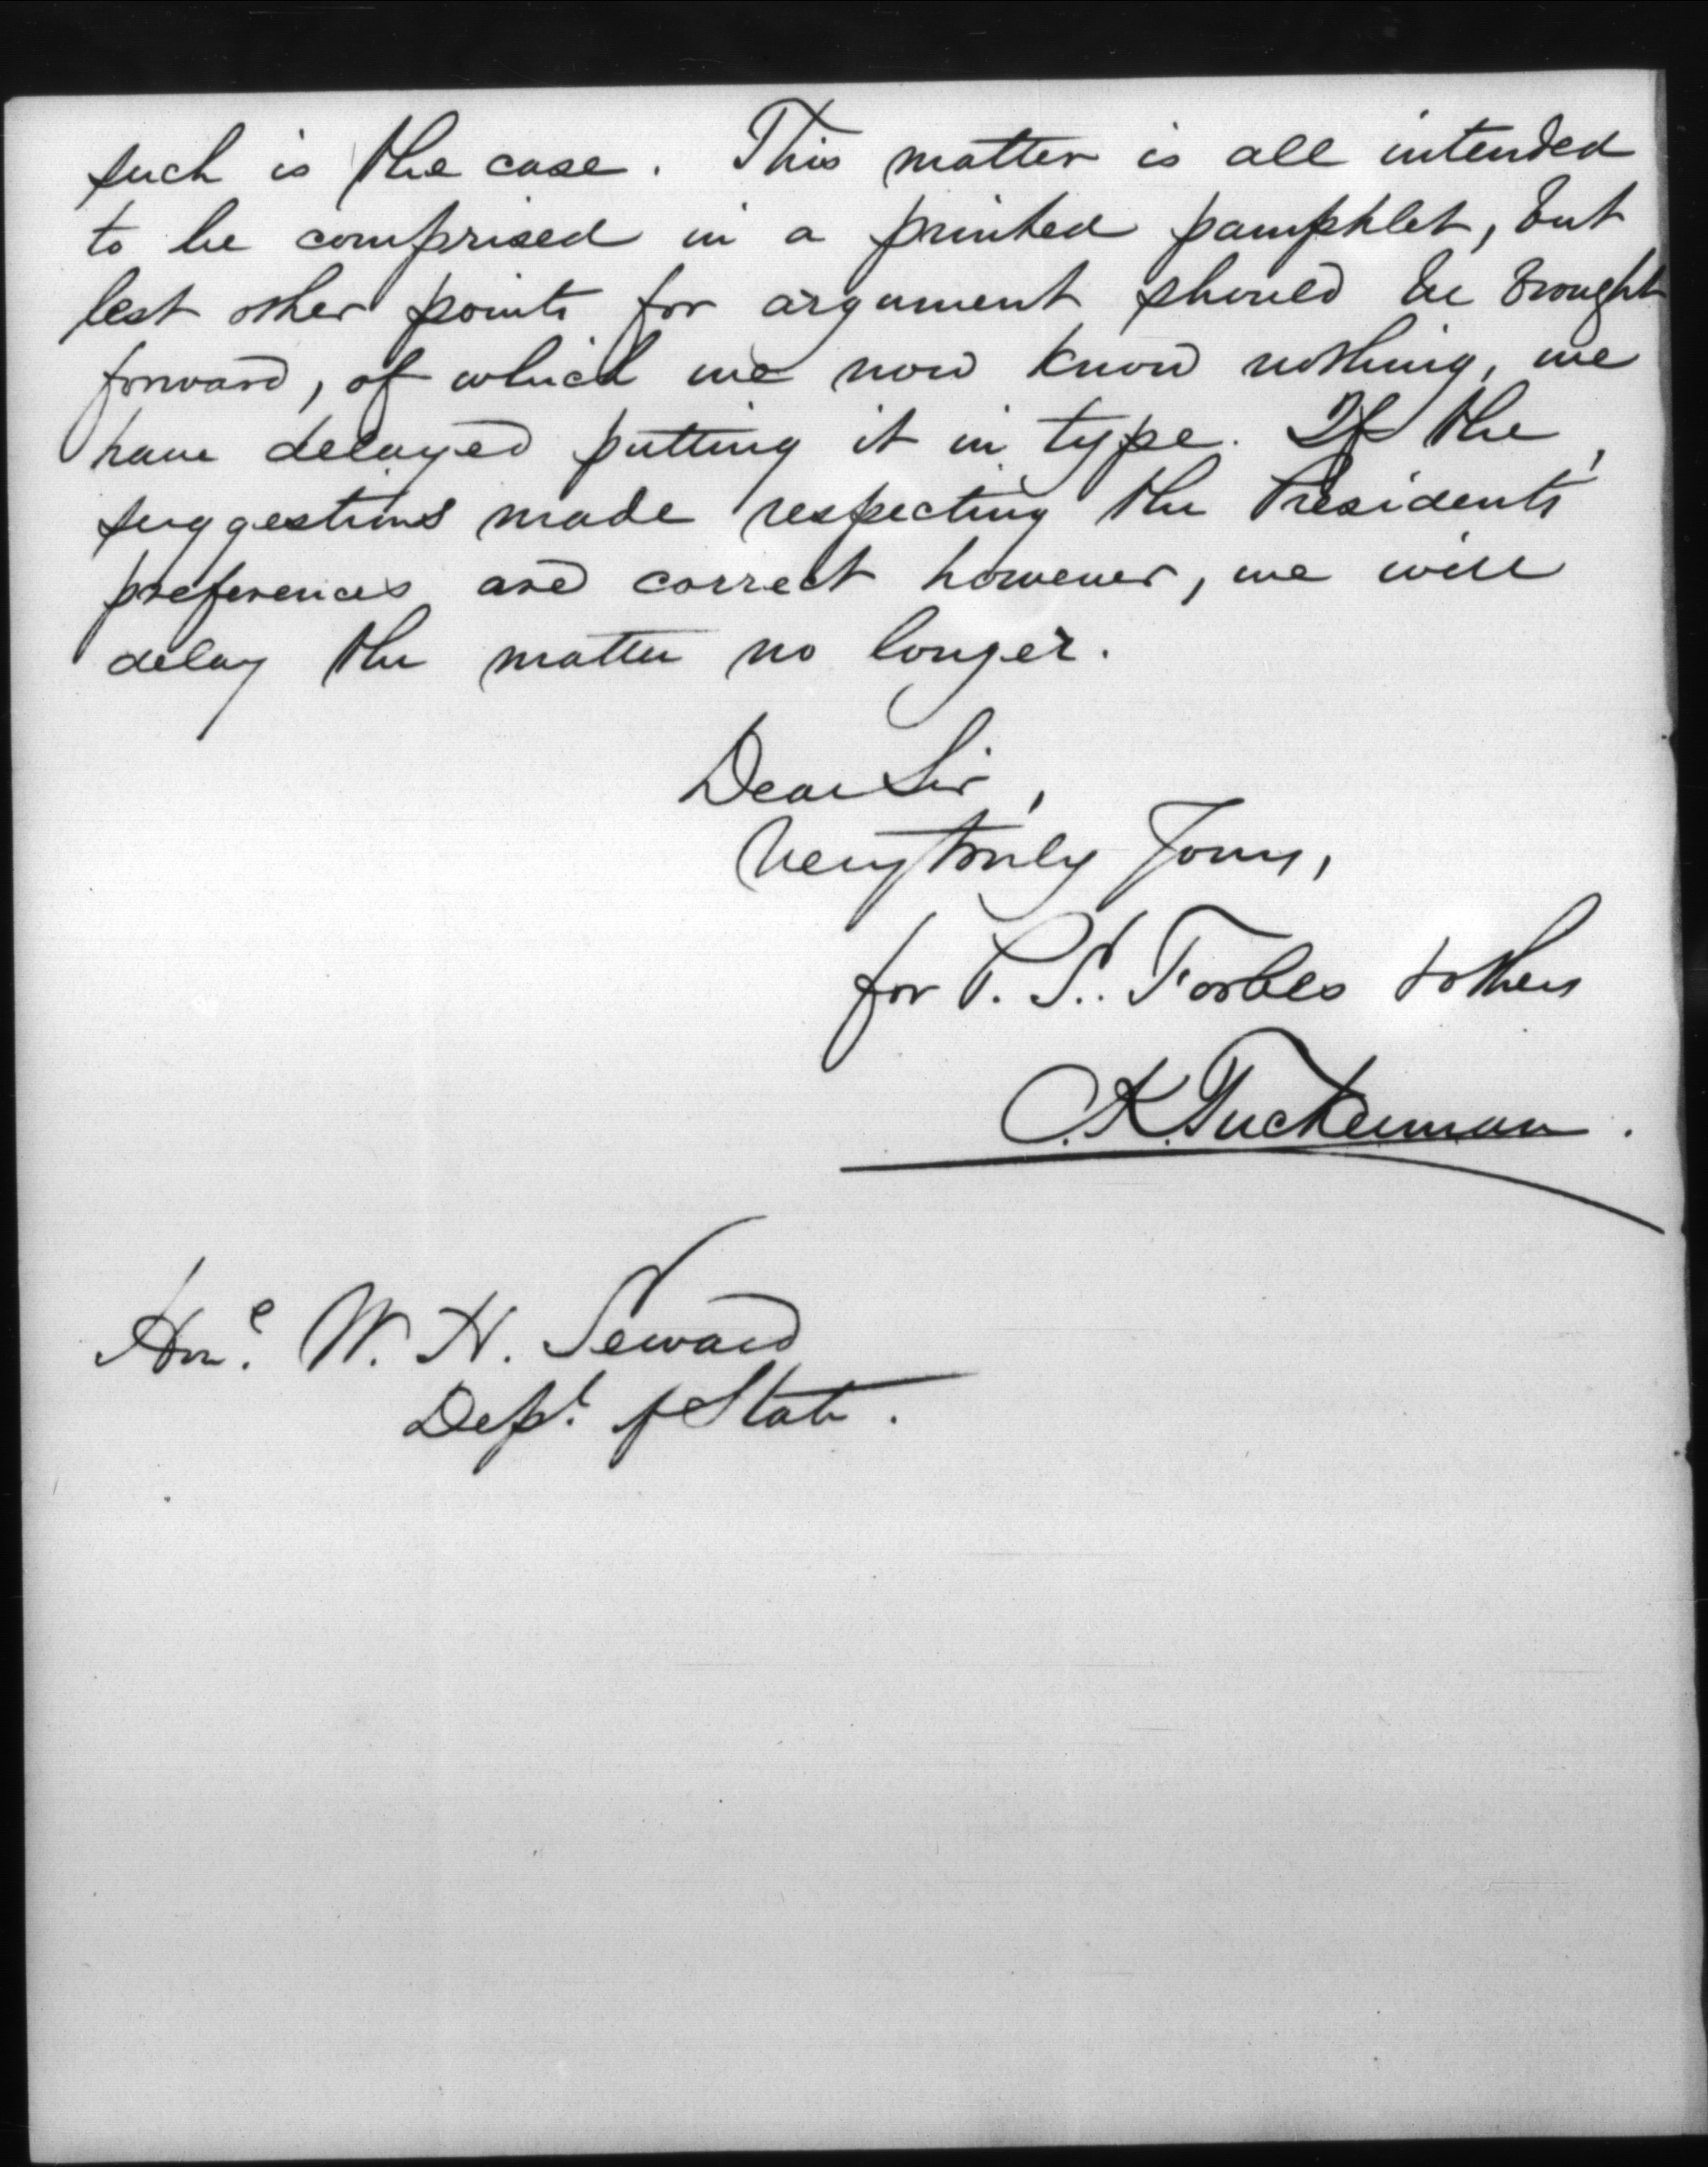 such is the case. This matter is all intended
to be comprised in a printed pamphlet, but
lest other points for argument should be brought
forward, of which we now know nothing, we
have delayed putting it in type. If the
suggestions made respecting the Presidents'
preferences are correct however, we will
delay the matter no longer.
Dear Sir,
Very truly Yours,
for P. S. Forbes & others
C. K. Tuckerman.
Hon.e W. H. Seward
Dept. of State.